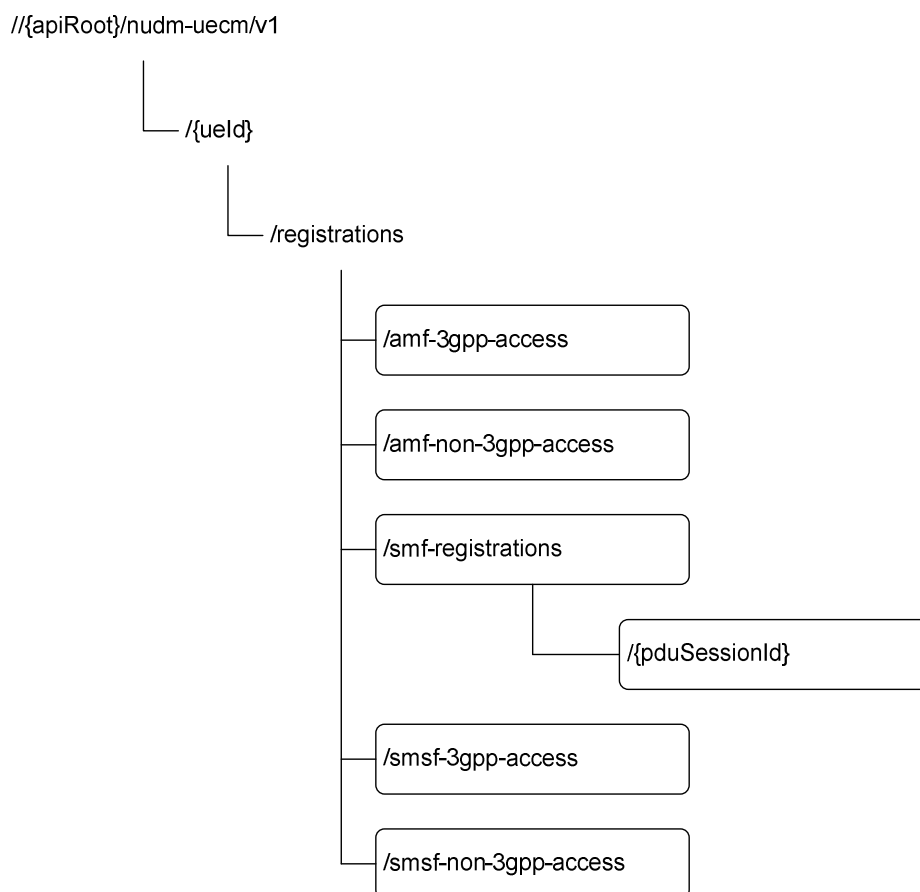 //{apiRoot}/nudm-uecm/v1
/{ueId}
/registrations
/amf-3gpp-access
/amf-non-3gpp-access
/smf-registrations
/{pduSessionId}
/smsf-3gpp-access
/smsf-non-3gpp-access